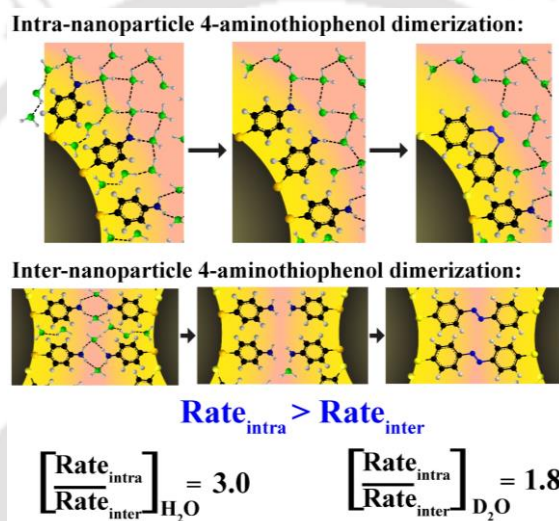 Intra-nanoparticle 4-aminothiophenol dimerization:
Inter-nanoparticle 4-aminothiophenol dimerization:
Rate_intra > Rate_inter
[Rate_intra / Rate_inter]_H₂O = 3.0
[Rate_intra / Rate_inter]_D₂O = 1.8